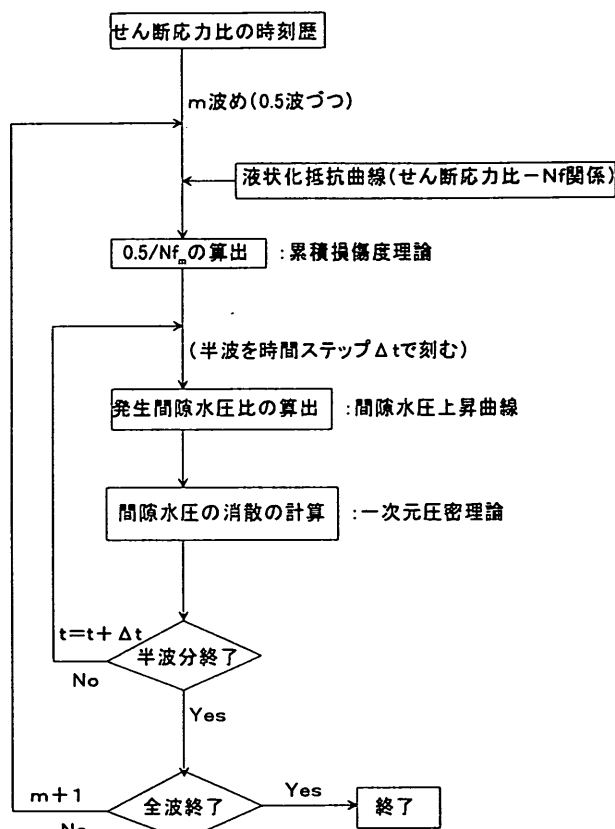 せん断応力比の時刻歴
m波め(0.5波づつ)
液状化抵抗曲線(せん断応力比－Nf関係)
0.5/Nfmの算出 :累積損傷度理論
(半波を時間ステップΔtで刻む)
発生間隙水圧比の算出 :間隙水圧上昇曲線
間隙水圧の消散の計算 :一次元圧密理論
t=t+Δt
半波分終了
No
Yes
m+1
全波終了
Yes
終了
No